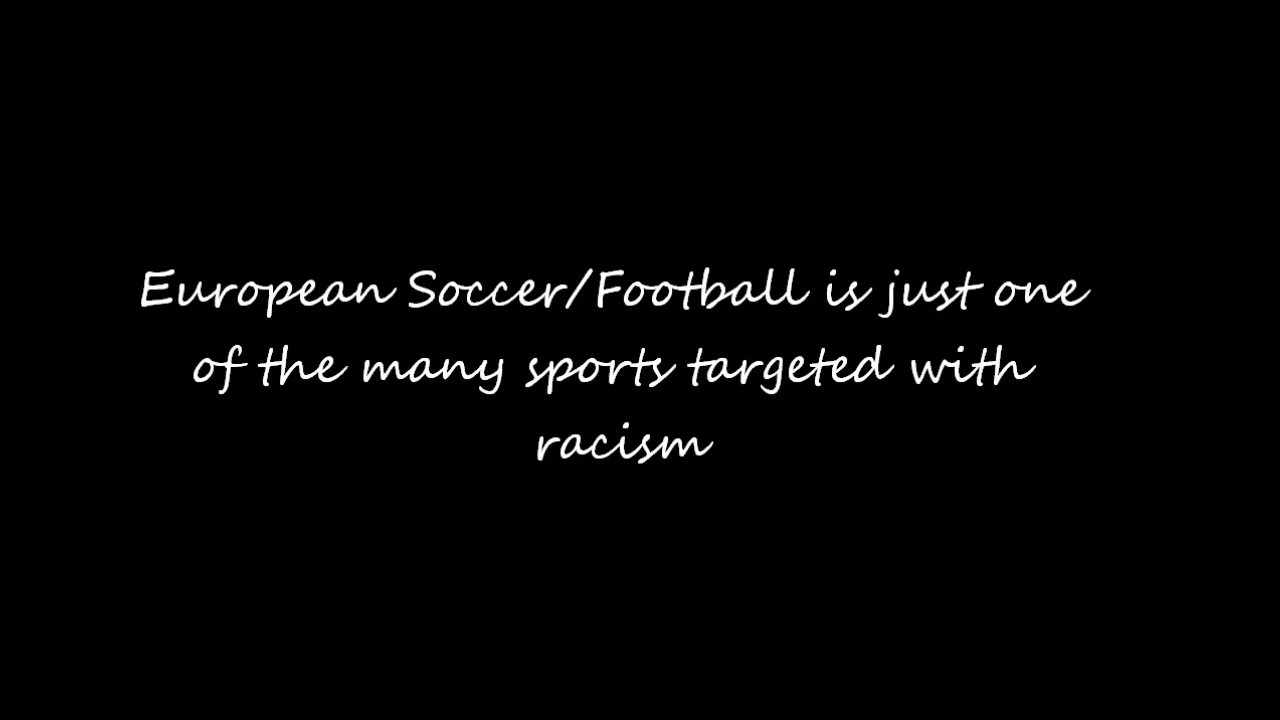 European Soccer/Football is just one
of the many sports targeted with
racism